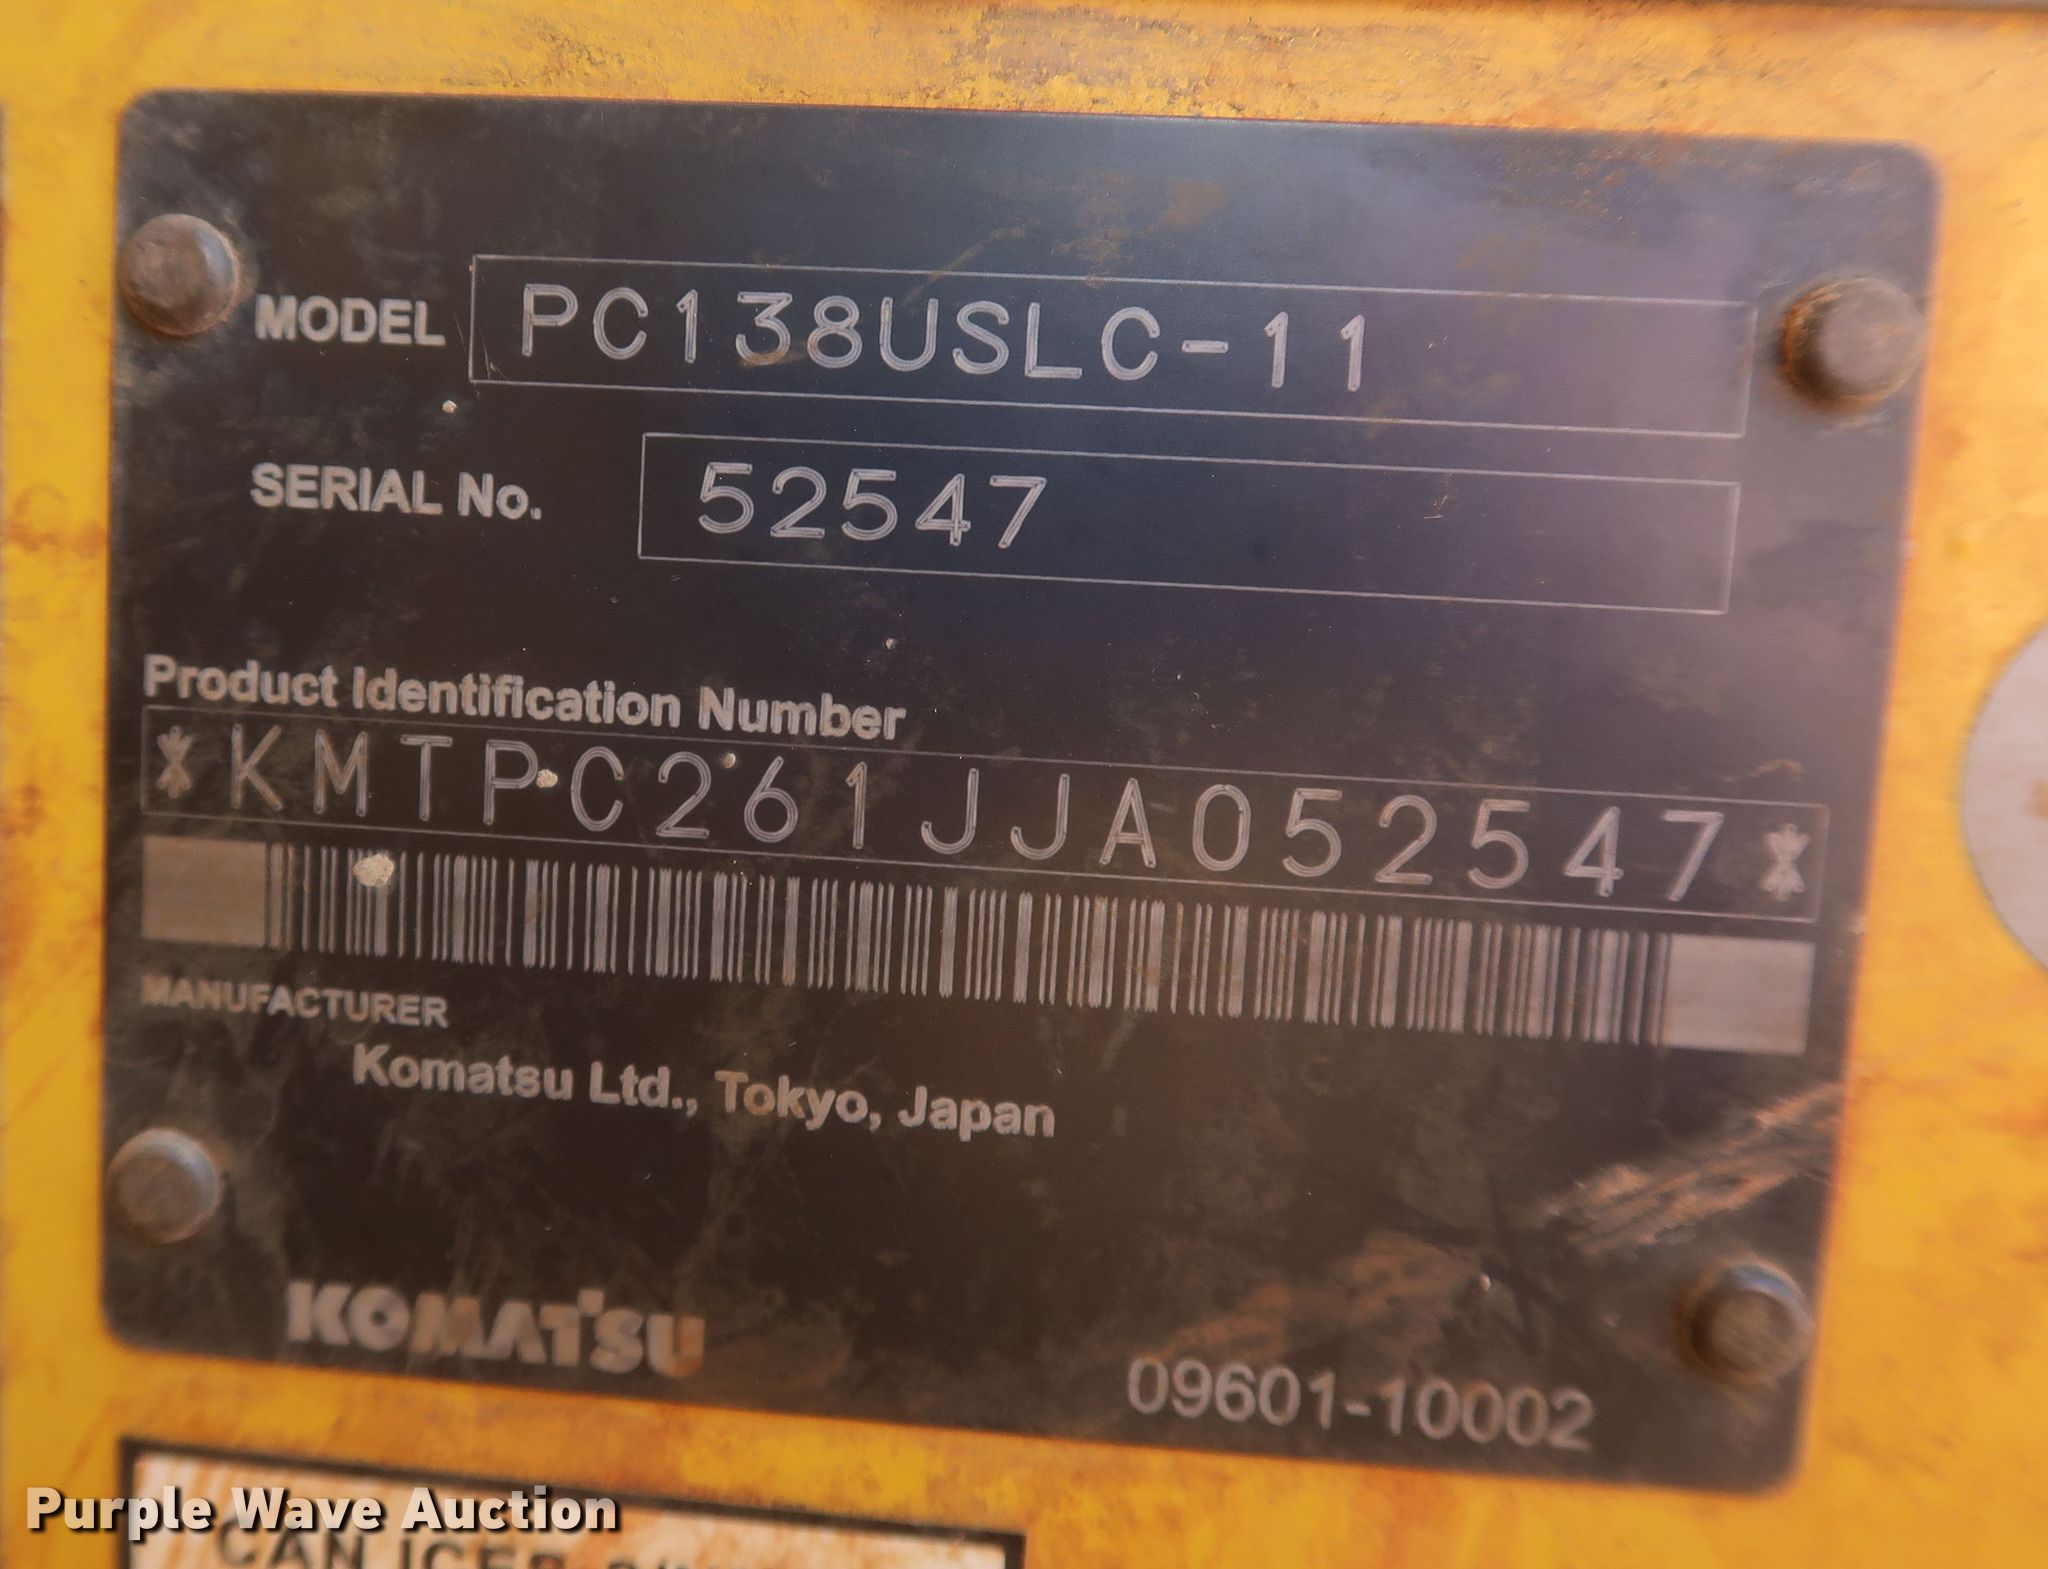 MODEL PC138USLC-11
SERIAL No. 52547
Product Identification Number
*KMTPC261JJA052547*
MANUFACTURER
Komatsu Ltd., Tokyo, Japan
KOMATSU
09601-10002
Purple Wave Auction